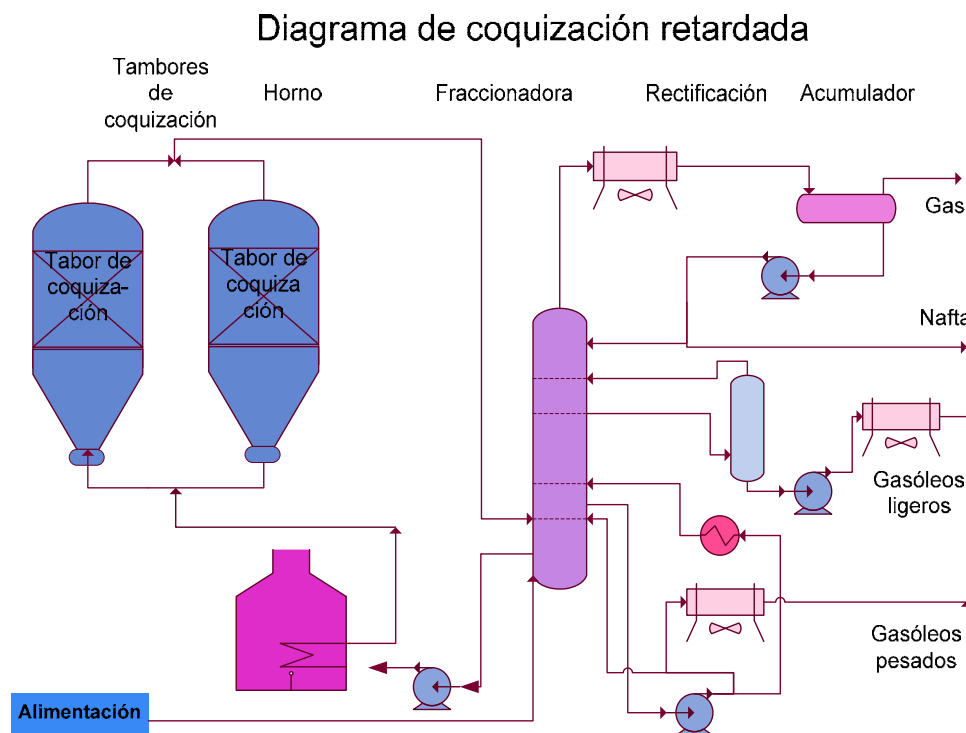 Diagrama de coquización retardada
Tambores
de
coquización
Horno
Fraccionadora
Rectificación
Acumulador
Tabor de
coquiza-
ción
Tabor de
coquiza
ción
Gas
Nafta
Gasóleos
ligeros
Gasóleos
pesados
Alimentación